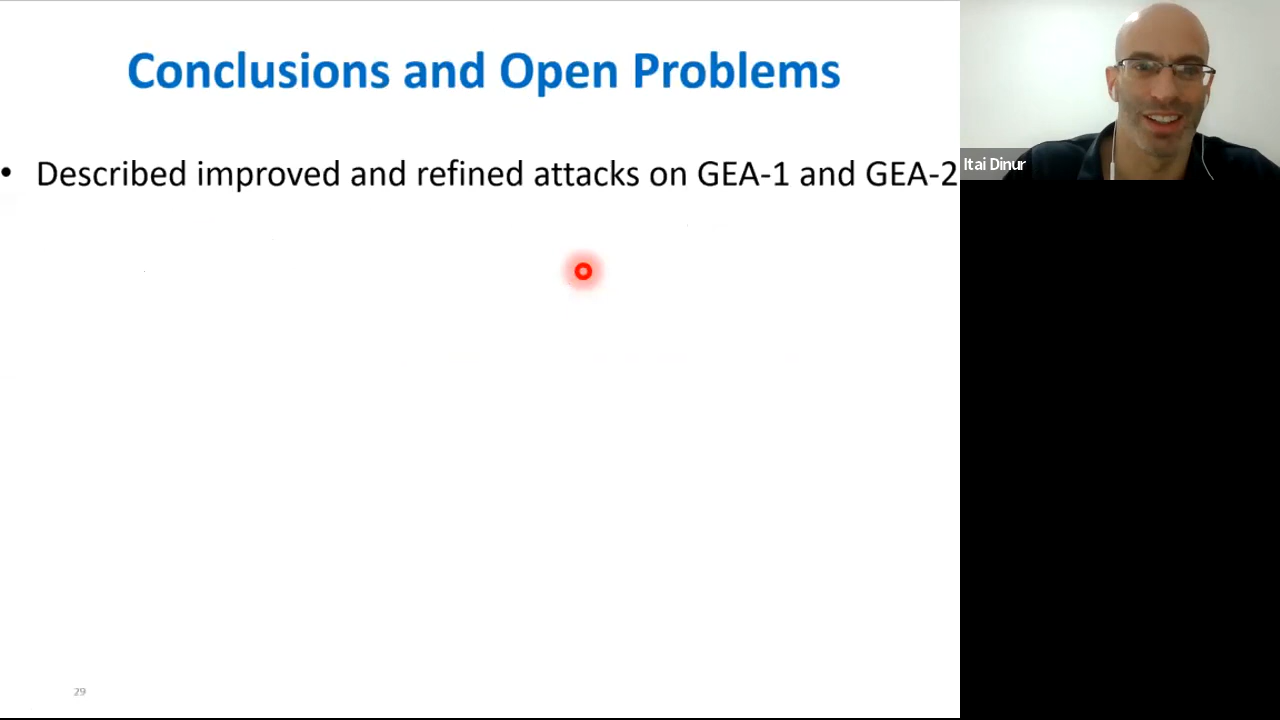 Conclusions and Open Problems
• Described improved and refined attacks on GEA-1 and GEA-2
Itai Dinur
29